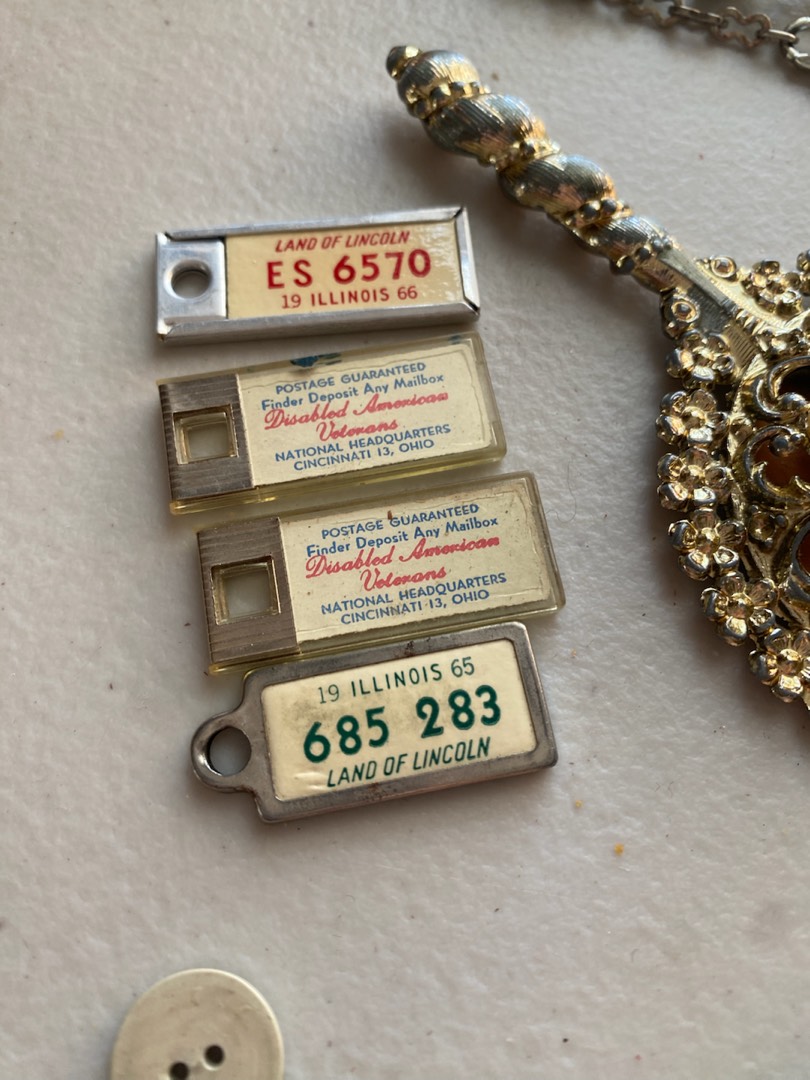 LAND OF LINCOLN
ES 6570
19 ILLINOIS 66
POSTAGE GUARANTEED
Finder Deposit Any Mailbox
Disabled American
Veterans
NATIONAL HEADQUARTERS
CINCINNATI 13, OHIO
POSTAGE GUARANTEED
Finder Deposit Any Mailbox
Disabled American
Veterans
NATIONAL HEADQUARTERS
CINCINNATI 13, OHIO
19 ILLINOIS 65
685 283
LAND OF LINCOLN